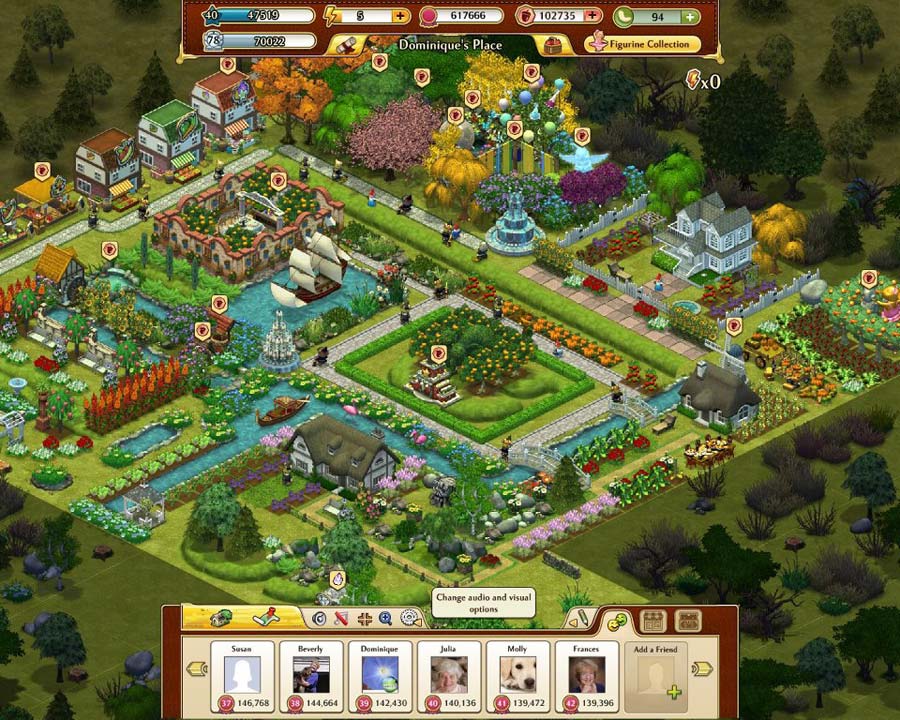 40 47519
5
617666
102735
94
78 70022
Dominique's Place
Figurine Collection
x0
Change audio and visual
options
Susan
Beverly
Dominique
Julia
Molly
Frances
Add a Friend
37 146,768
38 144,664
39 142,430
40 140,136
41 139,472
42 139,396